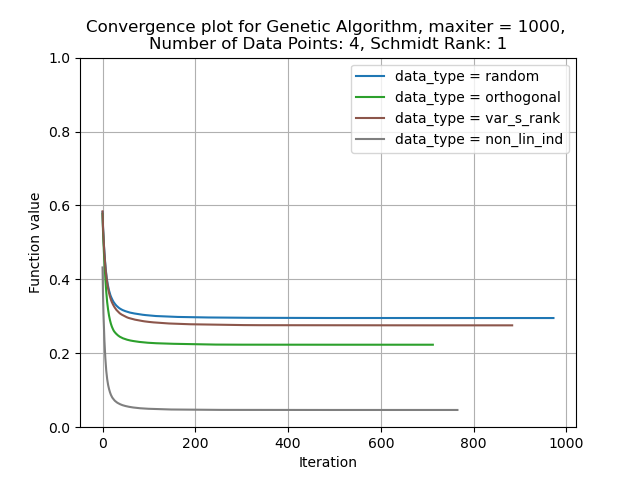 Convergence plot for Genetic Algorithm, maxiter = 1000,
Number of Data Points: 4, Schmidt Rank: 1
data_type = random
data_type = orthogonal
data_type = var_s_rank
data_type = non_lin_ind
Function value
1.0
0.8
0.6
0.4
0.2
0.0
0 200 400 600 800 1000
Iteration